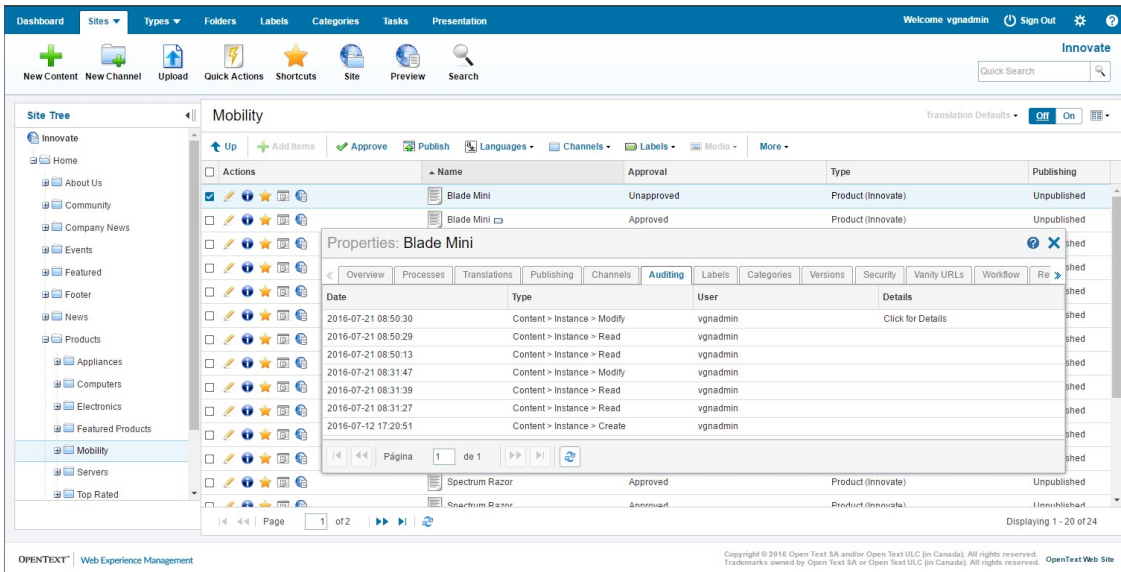 Dashboard Sites Types Folders Labels Categories Tasks Presentation Welcome vgnadmin Sign Out
New Content New Channel Upload Quick Actions Shortcuts Site Preview Search
Innovate
Quick Search
Site Tree
Innovate
Home
About Us
Community
Company News
Events
Featured
Footer
News
Products
Appliances
Computers
Electronics
Featured Products
Mobility
Servers
Top Rated
Mobility Translation Defaults Off On
Up Add Items Approve Publish Languages Channels Labels Media More
Actions Name Approval Type Publishing
Blade Mini Unapproved Product (Innovate) Unpublished
Blade Mini Approved Product (Innovate) Unpublished
Properties: Blade Mini
Overview Processes Translations Publishing Channels Auditing Labels Categories Versions Security Vanity URLs Workflow Re
Date Type User Details
2016-07-21 08:50:30 Content > Instance > Modify vgnadmin Click for Details
2016-07-21 08:50:29 Content > Instance > Read vgnadmin
2016-07-21 08:50:13 Content > Instance > Read vgnadmin
2016-07-21 08:31:47 Content > Instance > Modify vgnadmin
2016-07-21 08:31:39 Content > Instance > Read vgnadmin
2016-07-21 08:31:27 Content > Instance > Read vgnadmin
2016-07-12 17:20:51 Content > Instance > Create vgnadmin
Página 1 de 1
shed
shed
shed
shed
shed
shed
shed
shed
shed
shed
Spectrum Razor Approved Product (Innovate) Unpublished
Spectrum Razor Approved Product (Innovate) Unpublished
Page 1 of 2 Displaying 1 - 20 of 24
OPENTEXT™ Web Experience Management
Copyright © 2016 Open Text SA and/or Open Text ULC (in Canada). All rights reserved.
Trademarks owned by Open Text SA or Open Text ULC (in Canada). All rights reserved.
OpenText Web Site